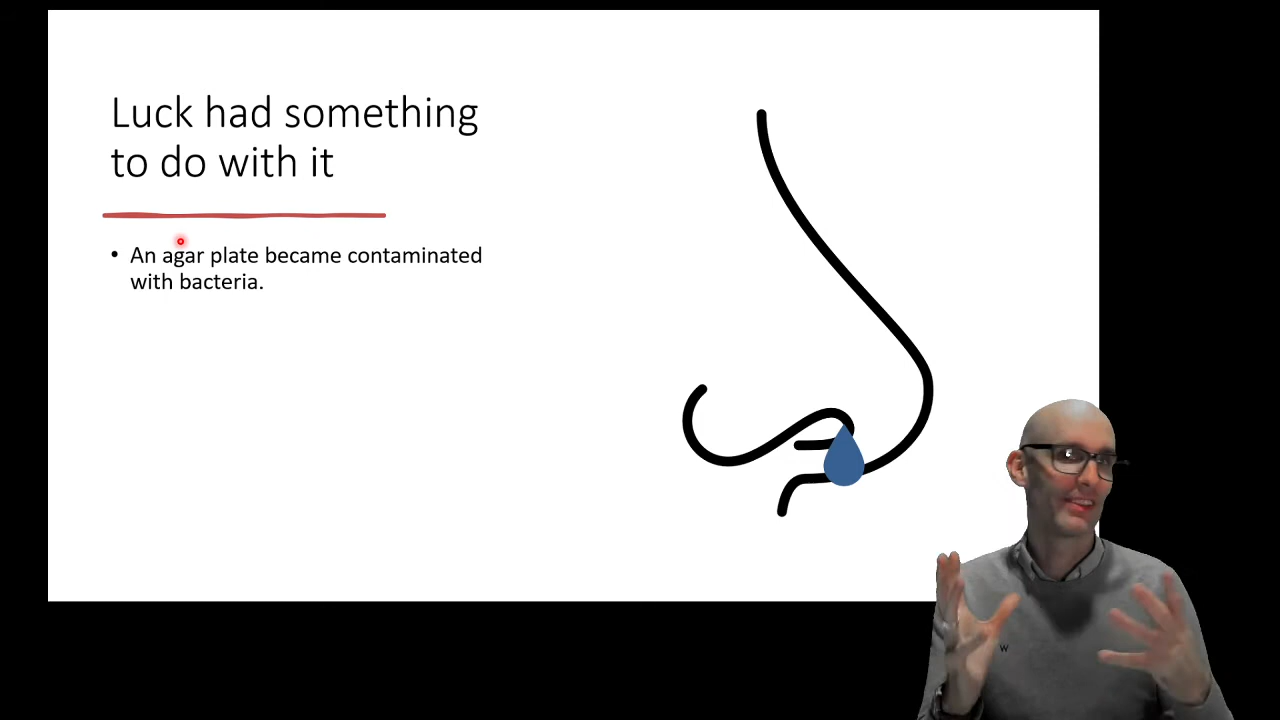 Luck had something
to do with it
• An agar plate became contaminated
with bacteria.
W